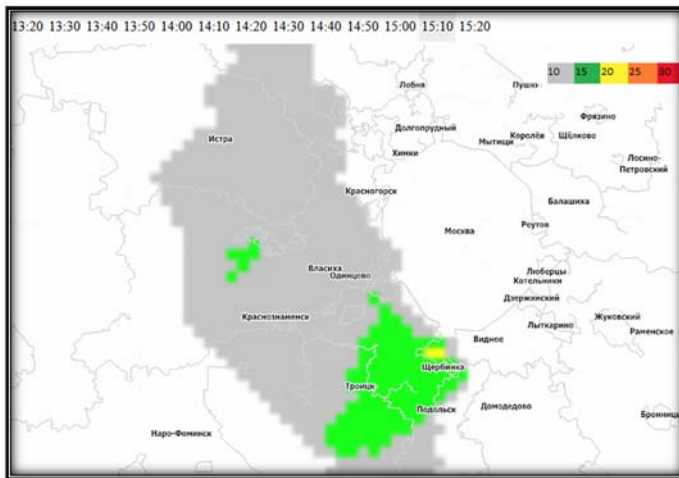 13:20 13:30 13:40 13:50 14:00 14:10 14:20 14:30 14:40 14:50 15:00 15:10 15:20
10 15 20 25 30
Лобня
Пушк
Фрязино
Долгопрудный
Истра
Мытищи
Королёв
Щёлково
Химки
Лосино-
Петровский
Красногорск
Балашиха
Москва
Реутов
Власиха
Одинцово
Люберцы
Котельники
Дзержинский
Краснознаменск
Лыткарино
Жуковский
Раменское
Видное
Щербинка
Троицк
Подольск
Домодедово
Бронницы
Наро-Фоминск